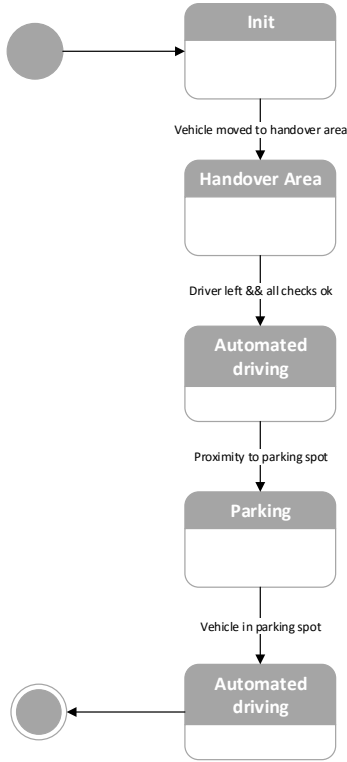 Init
Vehicle moved to handover area
Handover Area
Driver left && all checks ok
Automated
driving
Proximity to parking spot
Parking
Vehicle in parking spot
Automated
driving